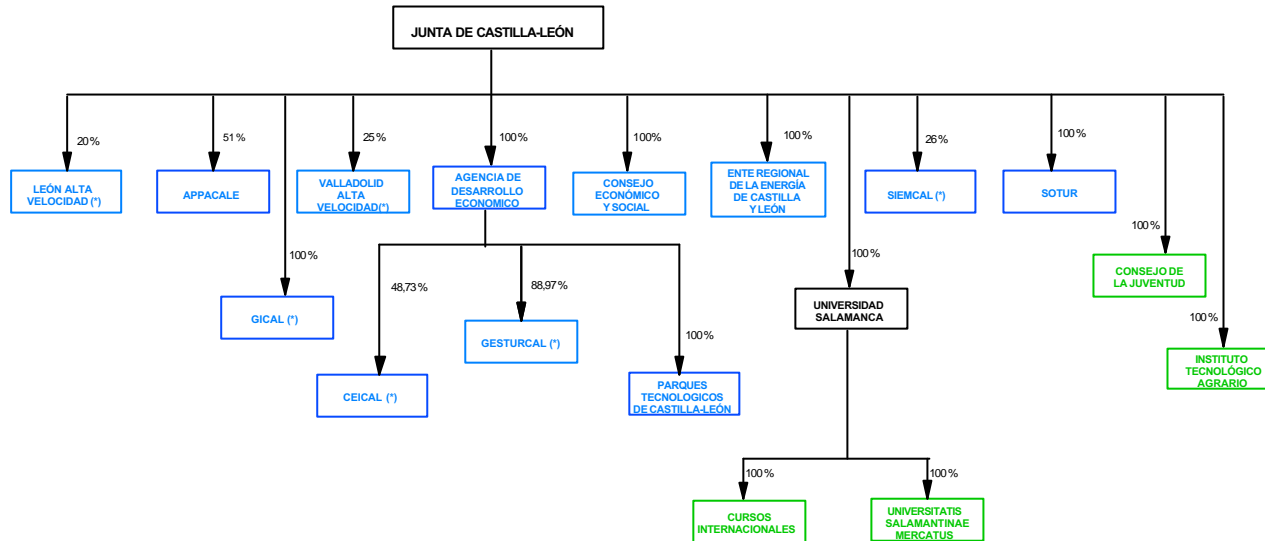 JUNTA DE CASTILLA-LEÓN
20%
51%
25%
100%
100%
100%
26%
100%
LEÓN ALTA
VELOCIDAD (*)
APPACALE
VALLADOLID
ALTA
VELOCIDAD(*)
AGENCIA DE
DESARROLLO
ECONOMICO
CONSEJO
ECONÓMICO
Y SOCIAL
ENTE REGIONAL
DE LA ENERGÍA
DE CASTILLA
Y LEÓN
SIEMCAL (*)
SOTUR
100%
100%
100%
CONSEJO DE
LA JUVENTUD
GICAL (*)
48,73%
88,97%
100%
UNIVERSIDAD
SALAMANCA
100%
GESTURCAL (*)
CEICAL (*)
PARQUES
TECNOLOGICOS
DE CASTILLA-LEÓN
INSTITUTO
TECNOLÓGICO
AGRARIO
100%
100%
CURSOS
INTERNACIONALES
UNIVERSITATIS
SALAMANTINAE
MERCATUS